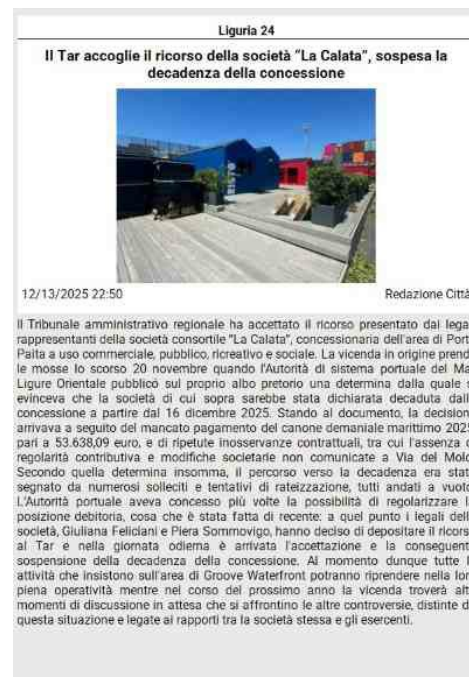 Liguria 24
Il Tar accoglie il ricorso della società "La Calata", sospesa la
decadenza della concessione
RISTO
12/13/2025 22:50
Redazione Città
Il Tribunale amministrativo regionale ha accettato il ricorso presentato dai lega
rappresentanti della società consortile "La Calata", concessionaria dell'area di Port
Paita a uso commerciale, pubblico, ricreativo e sociale. La vicenda in origine prend
le mosse lo scorso 20 novembre quando l'Autorità di sistema portuale del Ma
Ligure Orientale pubblicò sul proprio albo pretorio una determina dalla quale s
evinceva che la società di cui sopra sarebbe stata dichiarata decaduta dall
concessione a partire dal 16 dicembre 2025. Stando al documento, la decision
arrivava a seguito del mancato pagamento del canone demaniale marittimo 2025
pari a 53.638,09 euro, e di ripetute inosservanze contrattuali, tra cui l'assenza d
regolarità contributiva e modifiche societarie non comunicate a Via del Molo
Secondo quella determina insomma, il percorso verso la decadenza era stat
segnato da numerosi solleciti e tentativi di rateizzazione, tutti andati a vuoto
L'Autorità portuale aveva concesso più volte la possibilità di regolarizzare l
posizione debitoria, cosa che è stata fatta di recente: a quel punto i legali dell
società, Giuliana Feliciani e Piera Sommovigo, hanno deciso di depositare il ricors
al Tar e nella giornata odierna è arrivata l'accettazione e la conseguent
sospensione della decadenza della concessione. Al momento dunque tutte l
attività che insistono sull'area di Groove Waterfront potranno riprendere nella lor
piena operatività mentre nel corso del prossimo anno la vicenda troverà alt
momenti di discussione in attesa che si affrontino le altre controversie, distinte d
questa situazione e legate ai rapporti tra la società stessa e gli esercenti.